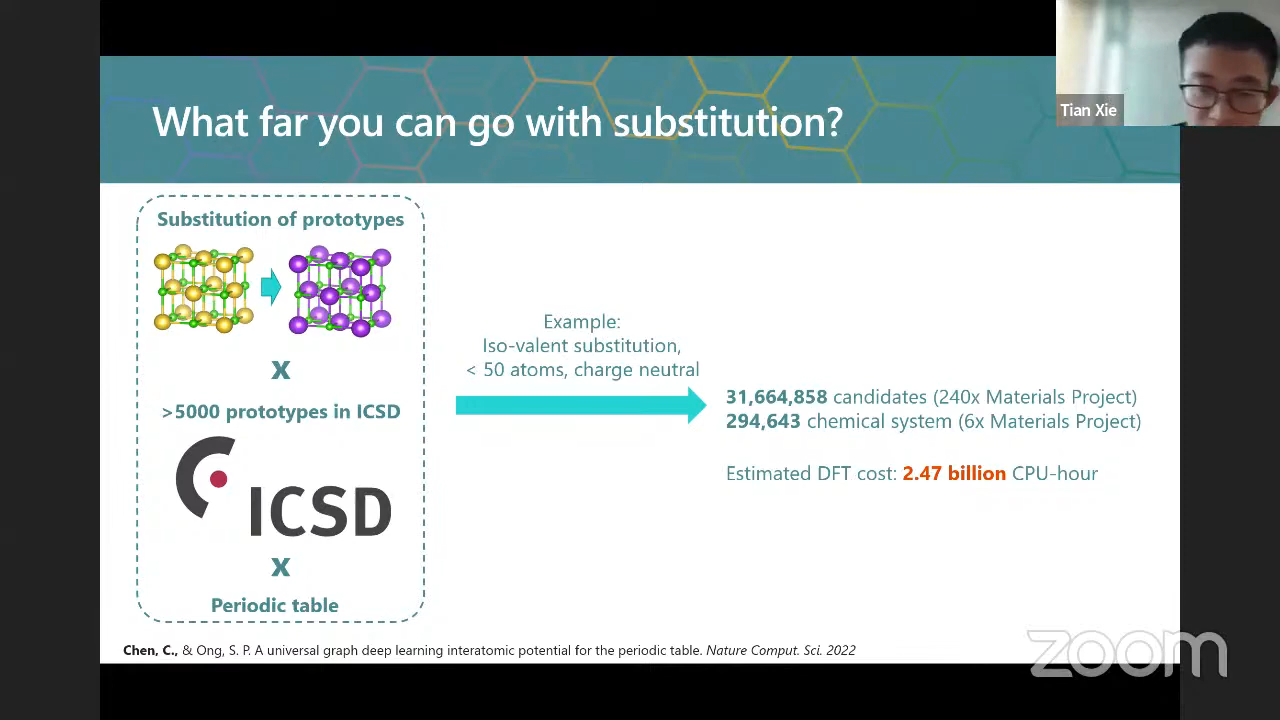 What far you can go with substitution?
Tian Xie
Substitution of prototypes
X
>5000 prototypes in ICSD
ICSD
X
Periodic table
Example:
Iso-valent substitution,
< 50 atoms, charge neutral
31,664,858 candidates (240x Materials Project)
294,643 chemical system (6x Materials Project)
Estimated DFT cost: 2.47 billion CPU-hour
Chen, C., & Ong, S. P. A universal graph deep learning interatomic potential for the periodic table. Nature Comput. Sci. 2022
zoom